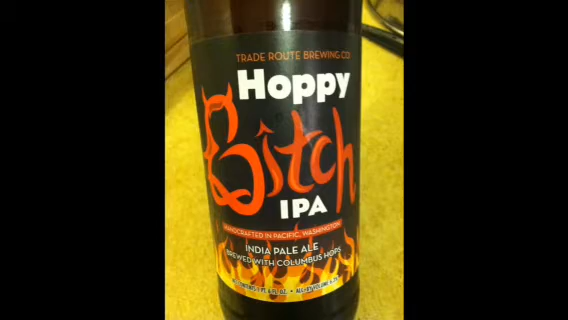 TRADE ROUTE BREWING CO
Hoppy
Bitch
IPA
HANDCRAFTED IN PACIFIC, WASHINGTON
INDIA PALE ALE
BREWED WITH COLUMBUS HOPS